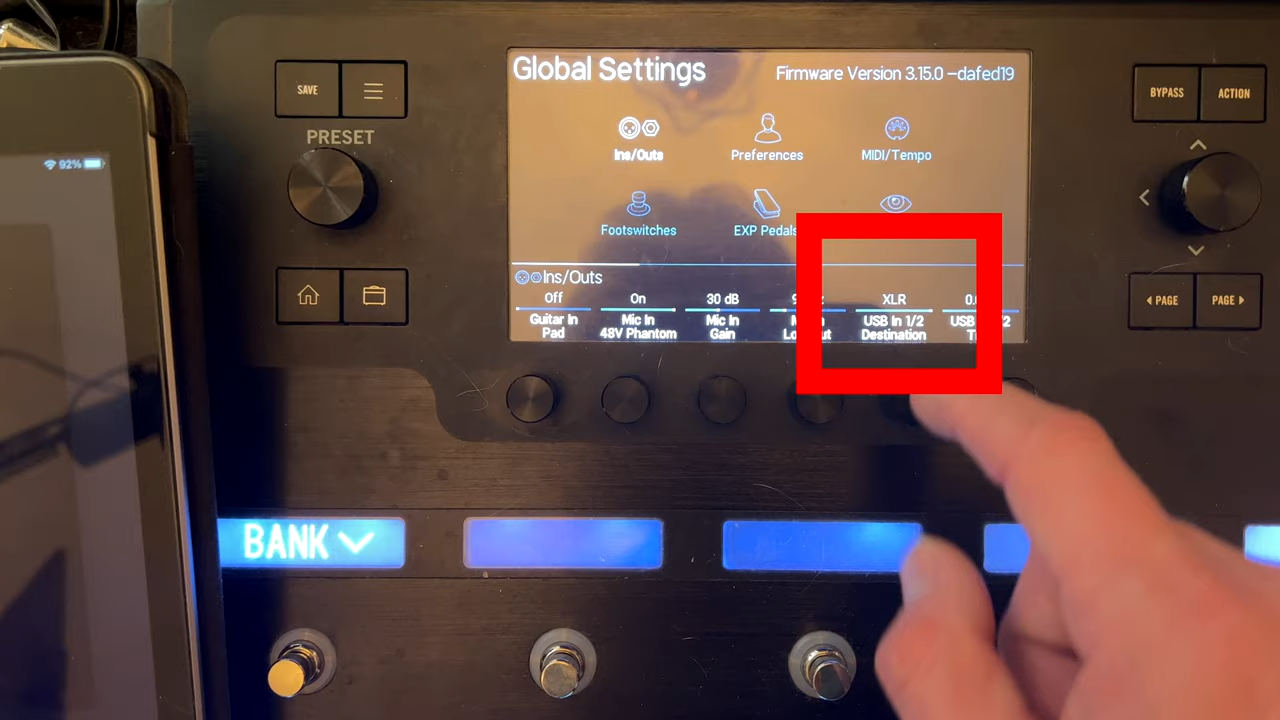 SAVE
PRESET
92%
Global Settings
Firmware Version 3.15.0 -dafed19
Ins/Outs
Preferences
MIDI/Tempo
Footswitches
EXP Pedals
Ins/Outs
Off
On
30 dB
XLR
Guitar In
Pad
Mic In
48V Phantom
Mic In
Gain
USB In 1/2
Destination
USB
BYPASS
ACTION
PAGE
PAGE
BANK